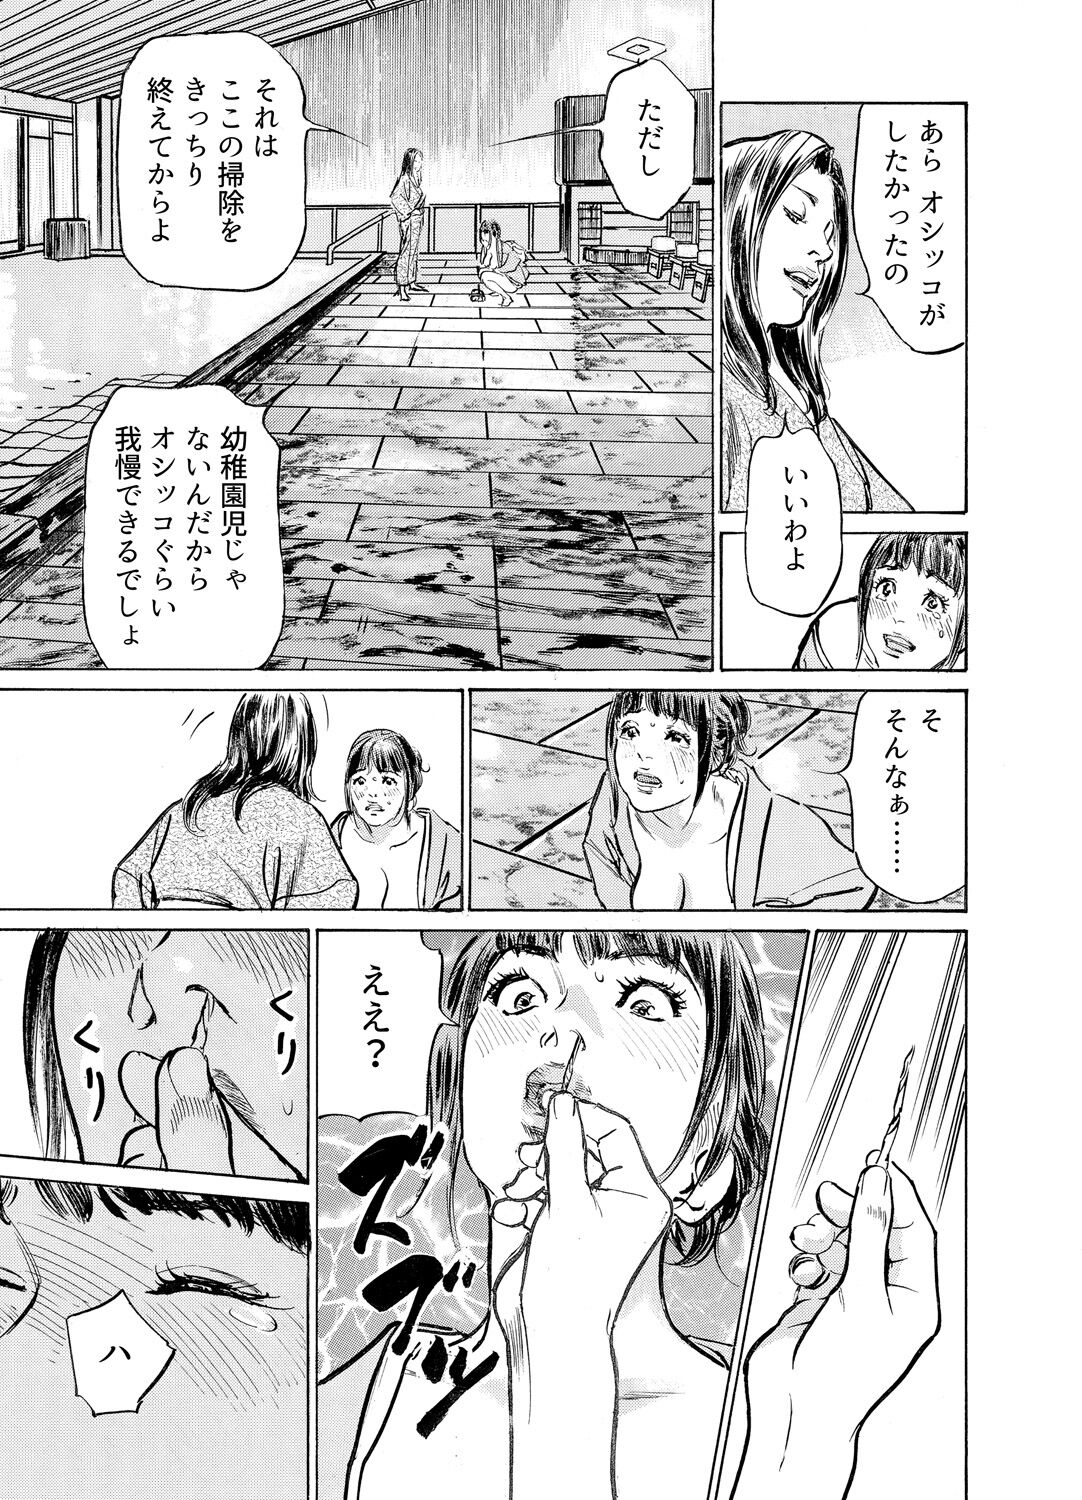 あら オシッコが
したかったの
いいわよ
ただし
それは
ここの掃除を
きっちり
終えてからよ
幼稚園児じゃ
ないんだから
オシッコぐらい
我慢できるでしょ
そ
そんなぁ……
ええ？
ズズズッ
くり
くり
ハ